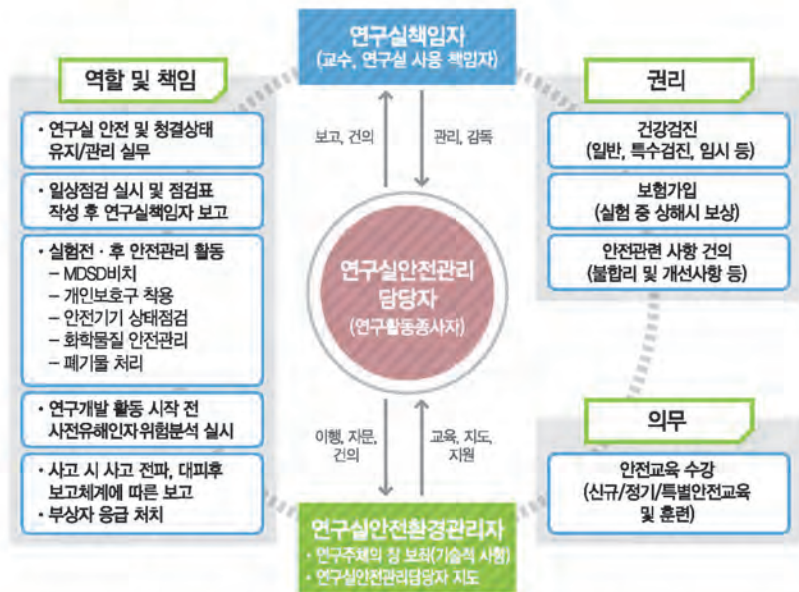 연구실책임자
(교수, 연구실 사용 책임자)
역할 및 책임
• 연구실 안전 및 청결상태
유지/관리 실무
• 일상점검 실시 및 점검표
작성 후 연구실책임자 보고
• 실험전 · 후 안전관리 활동
– MDSD비치
– 개인보호구 착용
– 안전기기 상태점검
– 화학물질 안전관리
– 폐기물 처리
• 연구개발 활동 시작 전
사전유해인자위험분석 실시
• 사고 시 사고 전파, 대피후
보고체계에 따른 보고
• 부상자 응급 처치
보고, 건의
관리, 감독
연구실안전관리
담당자
(연구활동종사자)
이행, 자문,
건의
교육, 지도,
지원
연구실안전환경관리자
• 연구주체의 장 보좌(기술적 사항)
• 연구실안전관리담당자 지도
권리
건강검진
(일반, 특수검진, 임시 등)
보험가입
(실험 중 상해시 보상)
안전관련 사항 건의
(불합리 및 개선사항 등)
의무
안전교육 수강
(신규/정기/특별안전교육
및 훈련)